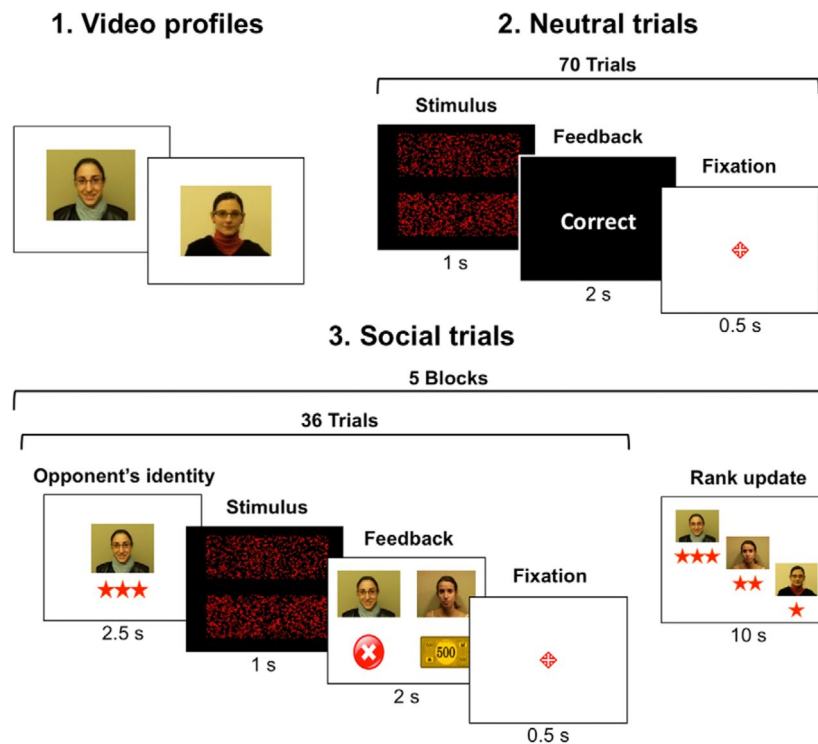 1. Video profiles
2. Neutral trials
70 Trials
Stimulus
Feedback
Fixation
Correct
1 s
2 s
0.5 s
3. Social trials
5 Blocks
36 Trials
Opponent’s identity
Stimulus
Feedback
Fixation
Rank update
500
2.5 s
1 s
2 s
0.5 s
10 s